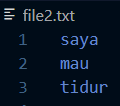 file2.txt
1 saya
2 mau
3 tidur